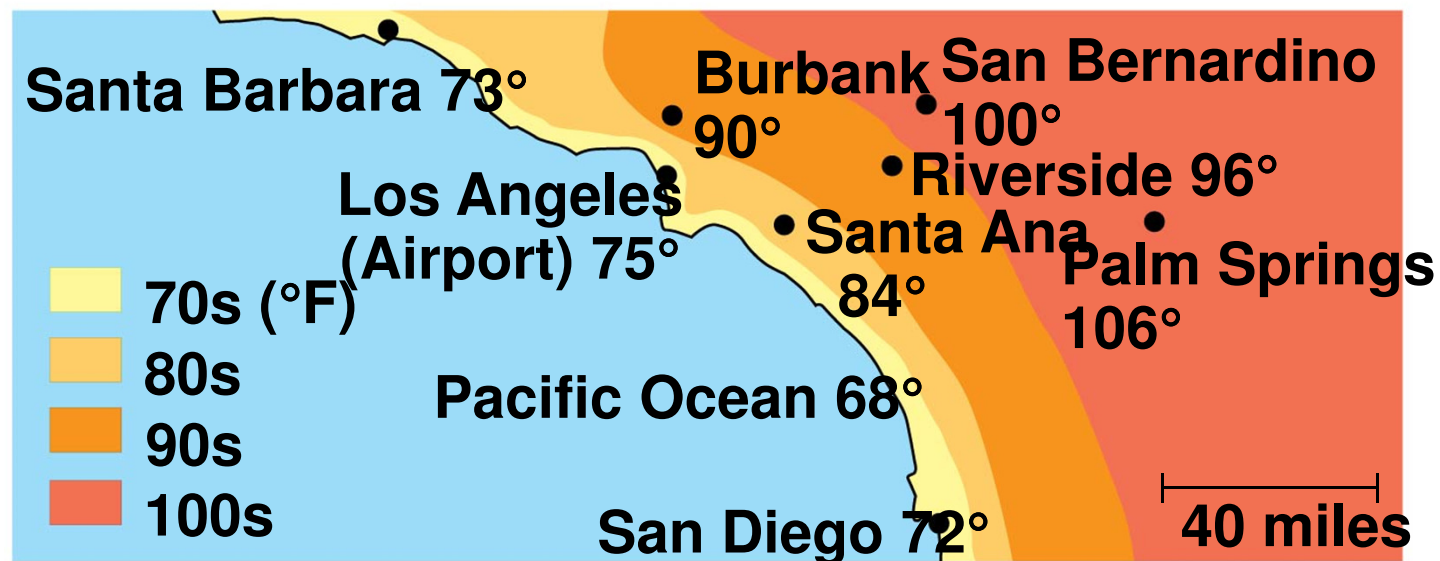 Santa Barbara 73°
Burbank
90°
San Bernardino
100°
Riverside 96°
Los Angeles
(Airport) 75°
Santa Ana
84°
Palm Springs
106°
70s (°F)
80s
90s
100s
Pacific Ocean 68°
San Diego 72°
40 miles